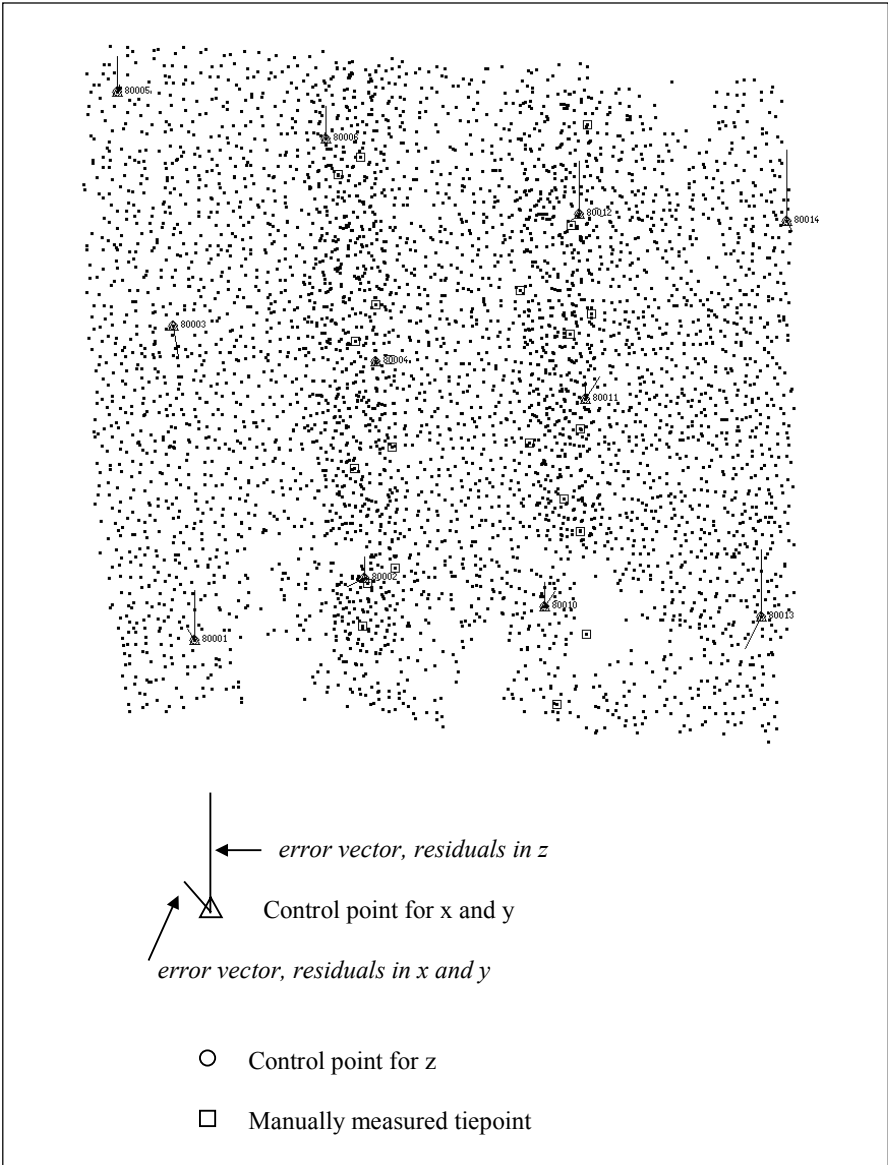 80005
80006
80012
80014
80003
80004
80011
80002
80010
80001
80013
error vector, residuals in z
Control point for x and y
error vector, residuals in x and y
Control point for z
Manually measured tiepoint